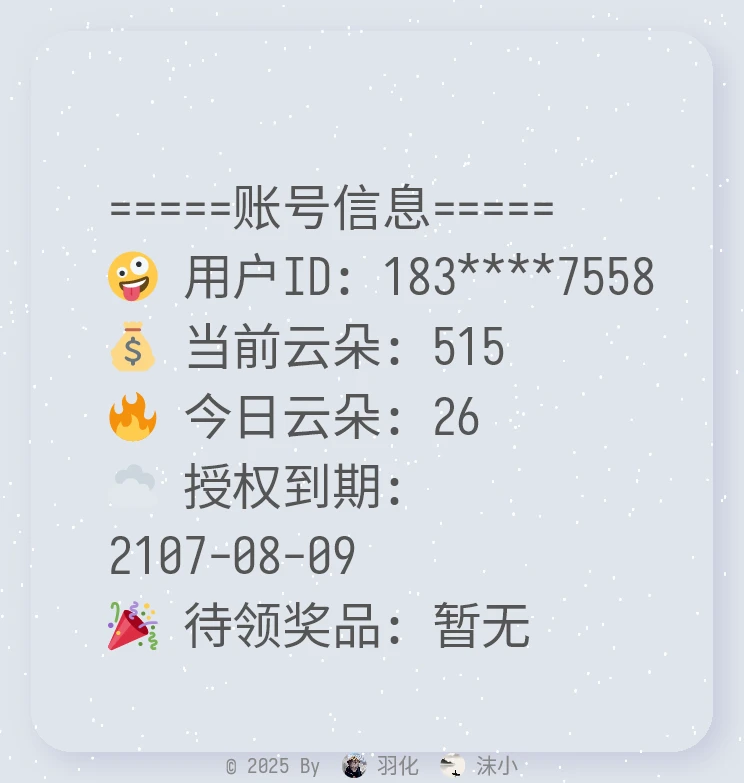 =====账号信息=====
🤪 用户ID: 183****7558
💰 当前云朵: 515
🔥 今日云朵: 26
☁️ 授权到期:
2107-08-09
🎉 待领奖品: 暂无
© 2025 By 羽化 沫小